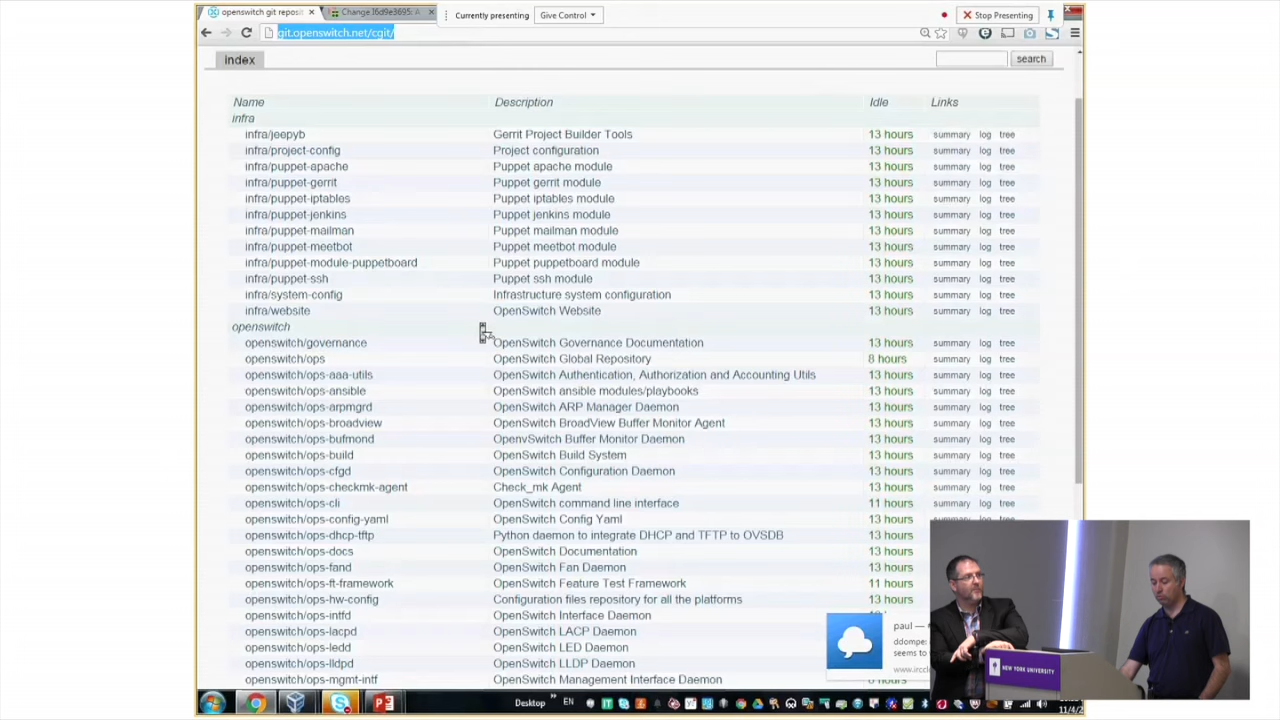 openswitch git reposit ×
Change I6d9e3695: A ×
Currently presenting
Give Control
Stop Presenting
git.openswitch.net/cgit/
index
search
Name Description Idle Links
infra
infra/jeepyb Gerrit Project Builder Tools 13 hours summary log tree
infra/project-config Project configuration 13 hours summary log tree
infra/puppet-apache Puppet apache module 13 hours summary log tree
infra/puppet-gerrit Puppet gerrit module 13 hours summary log tree
infra/puppet-iptables Puppet iptables module 13 hours summary log tree
infra/puppet-jenkins Puppet jenkins module 13 hours summary log tree
infra/puppet-mailman Puppet mailman module 13 hours summary log tree
infra/puppet-meetbot Puppet meetbot module 13 hours summary log tree
infra/puppet-module-puppetboard Puppet puppetboard module 13 hours summary log tree
infra/puppet-ssh Puppet ssh module 13 hours summary log tree
infra/system-config Infrastructure system configuration 13 hours summary log tree
infra/website OpenSwitch Website 13 hours summary log tree
openswitch
openswitch/governance OpenSwitch Governance Documentation 13 hours summary log tree
openswitch/ops OpenSwitch Global Repository 8 hours summary log tree
openswitch/ops-aaa-utils OpenSwitch Authentication, Authorization and Accounting Utils 13 hours summary log tree
openswitch/ops-ansible OpenSwitch ansible modules/playbooks 13 hours summary log tree
openswitch/ops-arpmgrd OpenSwitch ARP Manager Daemon 13 hours summary log tree
openswitch/ops-broadview OpenSwitch BroadView Buffer Monitor Agent 13 hours summary log tree
openswitch/ops-bufmond OpenvSwitch Buffer Monitor Daemon 13 hours summary log tree
openswitch/ops-build OpenSwitch Build System 13 hours summary log tree
openswitch/ops-cfgd OpenSwitch Configuration Daemon 13 hours summary log tree
openswitch/ops-checkmk-agent Check_mk Agent 13 hours summary log tree
openswitch/ops-cli OpenSwitch command line interface 11 hours summary log tree
openswitch/ops-config-yaml OpenSwitch Config Yaml 13 hours summary log tree
openswitch/ops-dhcp-tftp Python daemon to integrate DHCP and TFTP to OVSDB 13 hours
openswitch/ops-docs OpenSwitch Documentation 13 hours
openswitch/ops-fand OpenSwitch Fan Daemon 13 hours
openswitch/ops-ft-framework OpenSwitch Feature Test Framework 11 hours
openswitch/ops-hw-config Configuration files repository for all the platforms 13 hours
openswitch/ops-intfd OpenSwitch Interface Daemon
openswitch/ops-lacpd OpenSwitch LACP Daemon
openswitch/ops-ledd OpenSwitch LED Daemon
openswitch/ops-lldpd OpenSwitch LLDP Daemon
openswitch/ops-mgmt-intf OpenSwitch Management Interface Daemon
paul —
ddompe:
seems to
www.ircclo
NEW YORK UNIVERSITY
Desktop » EN
11/4/2